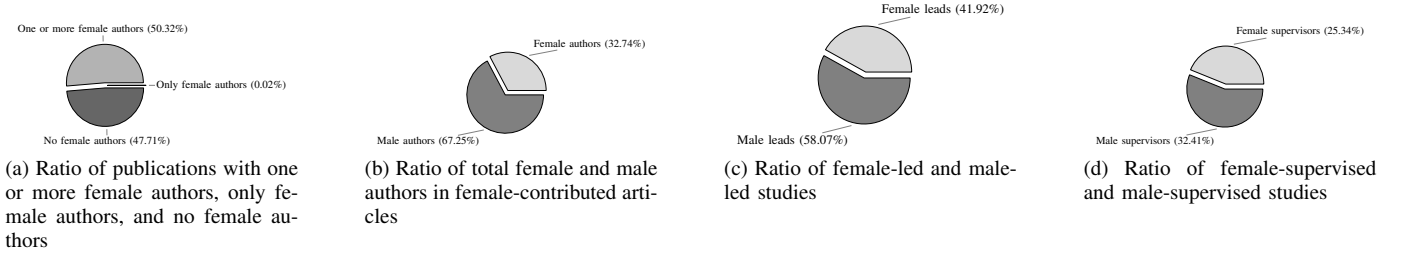 One or more female authors (50.32%)
Only female authors (0.02%)
No female authors (47.71%)
(a) Ratio of publications with one
or more female authors, only fe-
male authors, and no female au-
thors
Female authors (32.74%)
Male authors (67.25%)
(b) Ratio of total female and male
authors in female-contributed arti-
cles
Female leads (41.92%)
Male leads (58.07%)
(c) Ratio of female-led and male-
led studies
Female supervisors (25.34%)
Male supervisors (32.41%)
(d) Ratio of female-supervised
and male-supervised studies